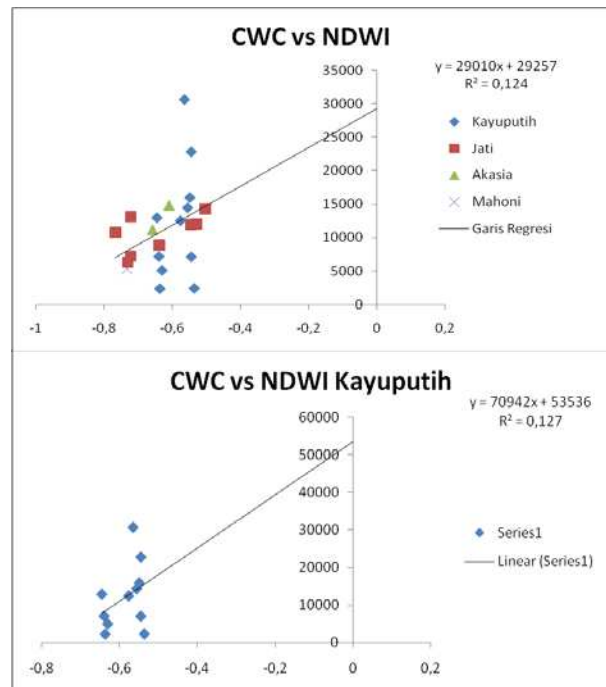 CWC vs NDWI
y = 29010x + 29257
R² = 0,124
35000
30000
25000
20000
15000
10000
5000
0
Kayuputih
Jati
Akasia
Mahoni
Garis Regresi
-1 -0,8 -0,6 -0,4 -0,2 0 0,2
CWC vs NDWI Kayuputih
y = 70942x + 53536
R² = 0,127
60000
50000
40000
30000
20000
10000
0
Series1
Linear (Series1)
-0,8 -0,6 -0,4 -0,2 0 0,2